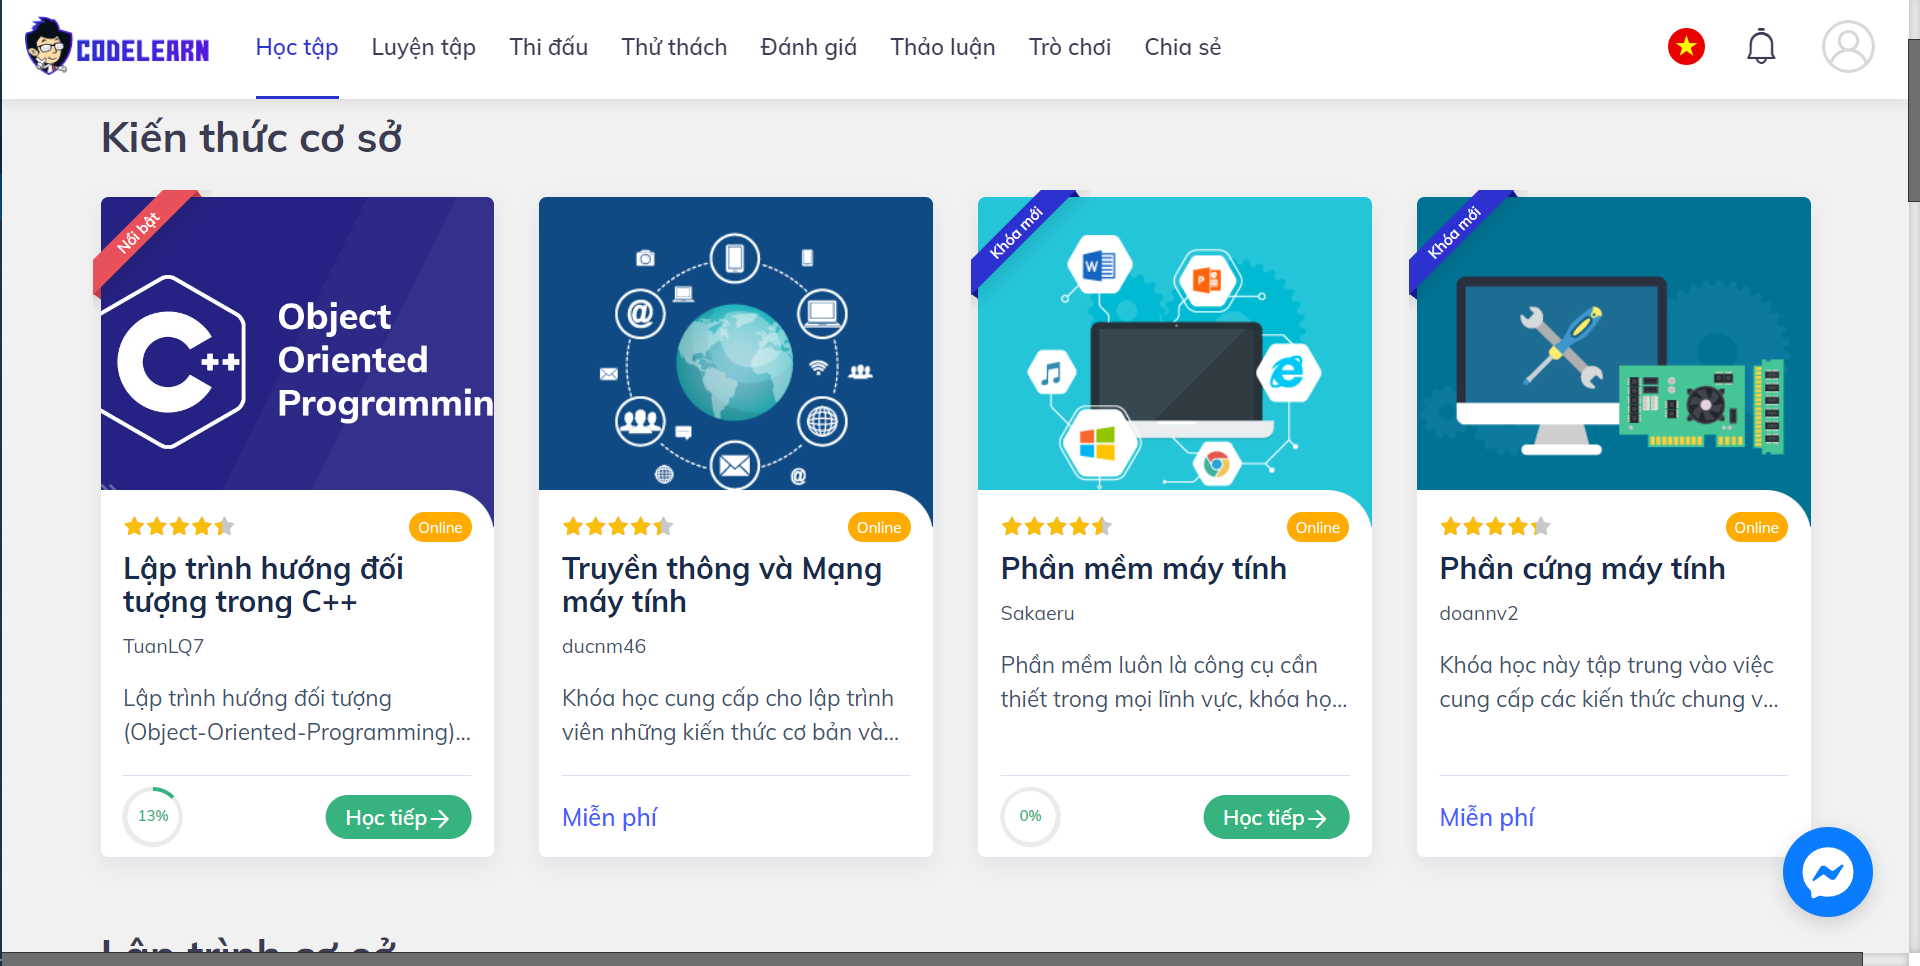 CODELEARN
Học tập
Luyện tập
Thi đấu
Thử thách
Đánh giá
Thảo luận
Trò chơi
Chia sẻ
Kiến thức cơ sở
Nổi bật
C++
Object
Oriented
Programmin
Online
Lập trình hướng đối
tượng trong C++
TuanLQ7
Lập trình hướng đối tượng
(Object-Oriented-Programming)...
13%
Học tiếp
Online
Truyền thông và Mạng
máy tính
ducnm46
Khóa học cung cấp cho lập trình
viên những kiến thức cơ bản và...
Miễn phí
Khóa mới
Online
Phần mềm máy tính
Sakaeru
Phần mềm luôn là công cụ cần
thiết trong mọi lĩnh vực, khóa họ...
0%
Học tiếp
Khóa mới
Online
Phần cứng máy tính
doannv2
Khóa học này tập trung vào việc
cung cấp các kiến thức chung v...
Miễn phí
Lập trình cơ sở